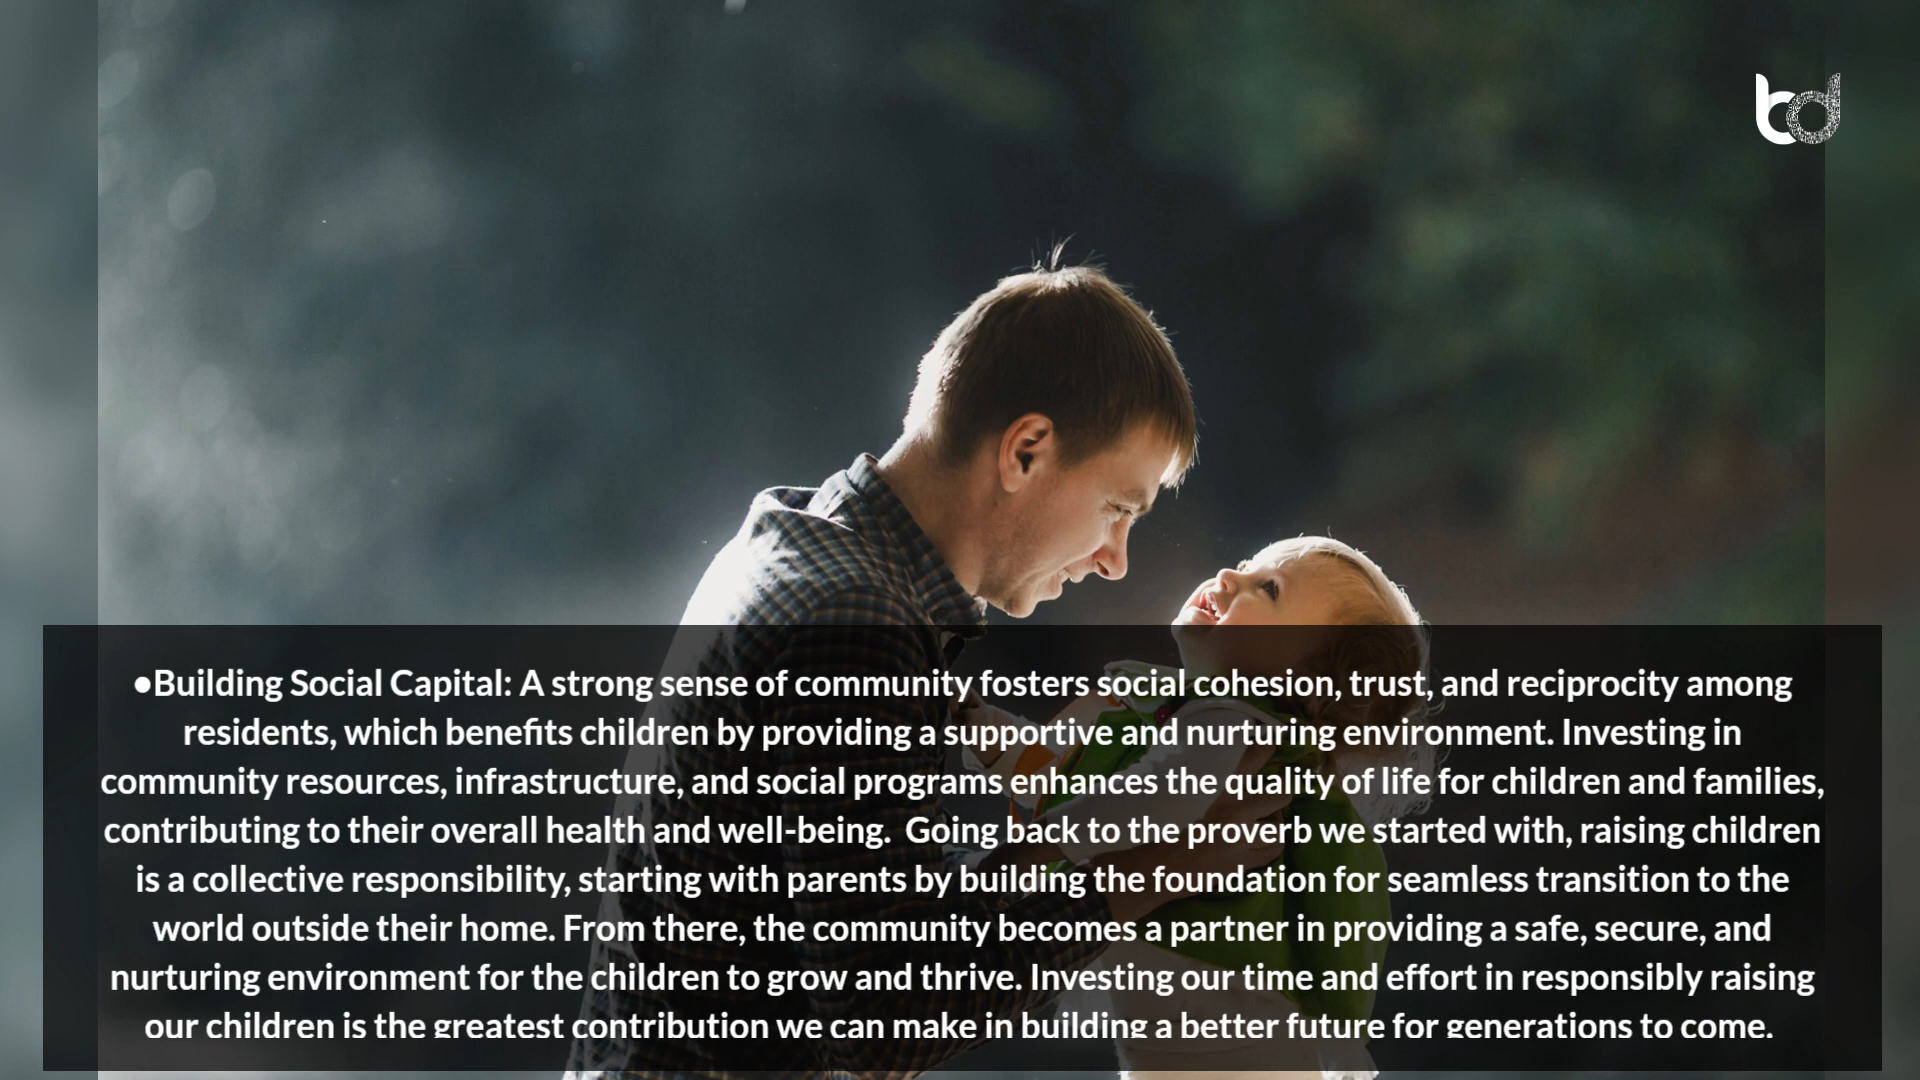 bd
•Building Social Capital: A strong sense of community fosters social cohesion, trust, and reciprocity among
residents, which benefits children by providing a supportive and nurturing environment. Investing in
community resources, infrastructure, and social programs enhances the quality of life for children and families,
contributing to their overall health and well-being.  Going back to the proverb we started with, raising children
is a collective responsibility, starting with parents by building the foundation for seamless transition to the
world outside their home. From there, the community becomes a partner in providing a safe, secure, and
nurturing environment for the children to grow and thrive. Investing our time and effort in responsibly raising
our children is the greatest contribution we can make in building a better future for generations to come.